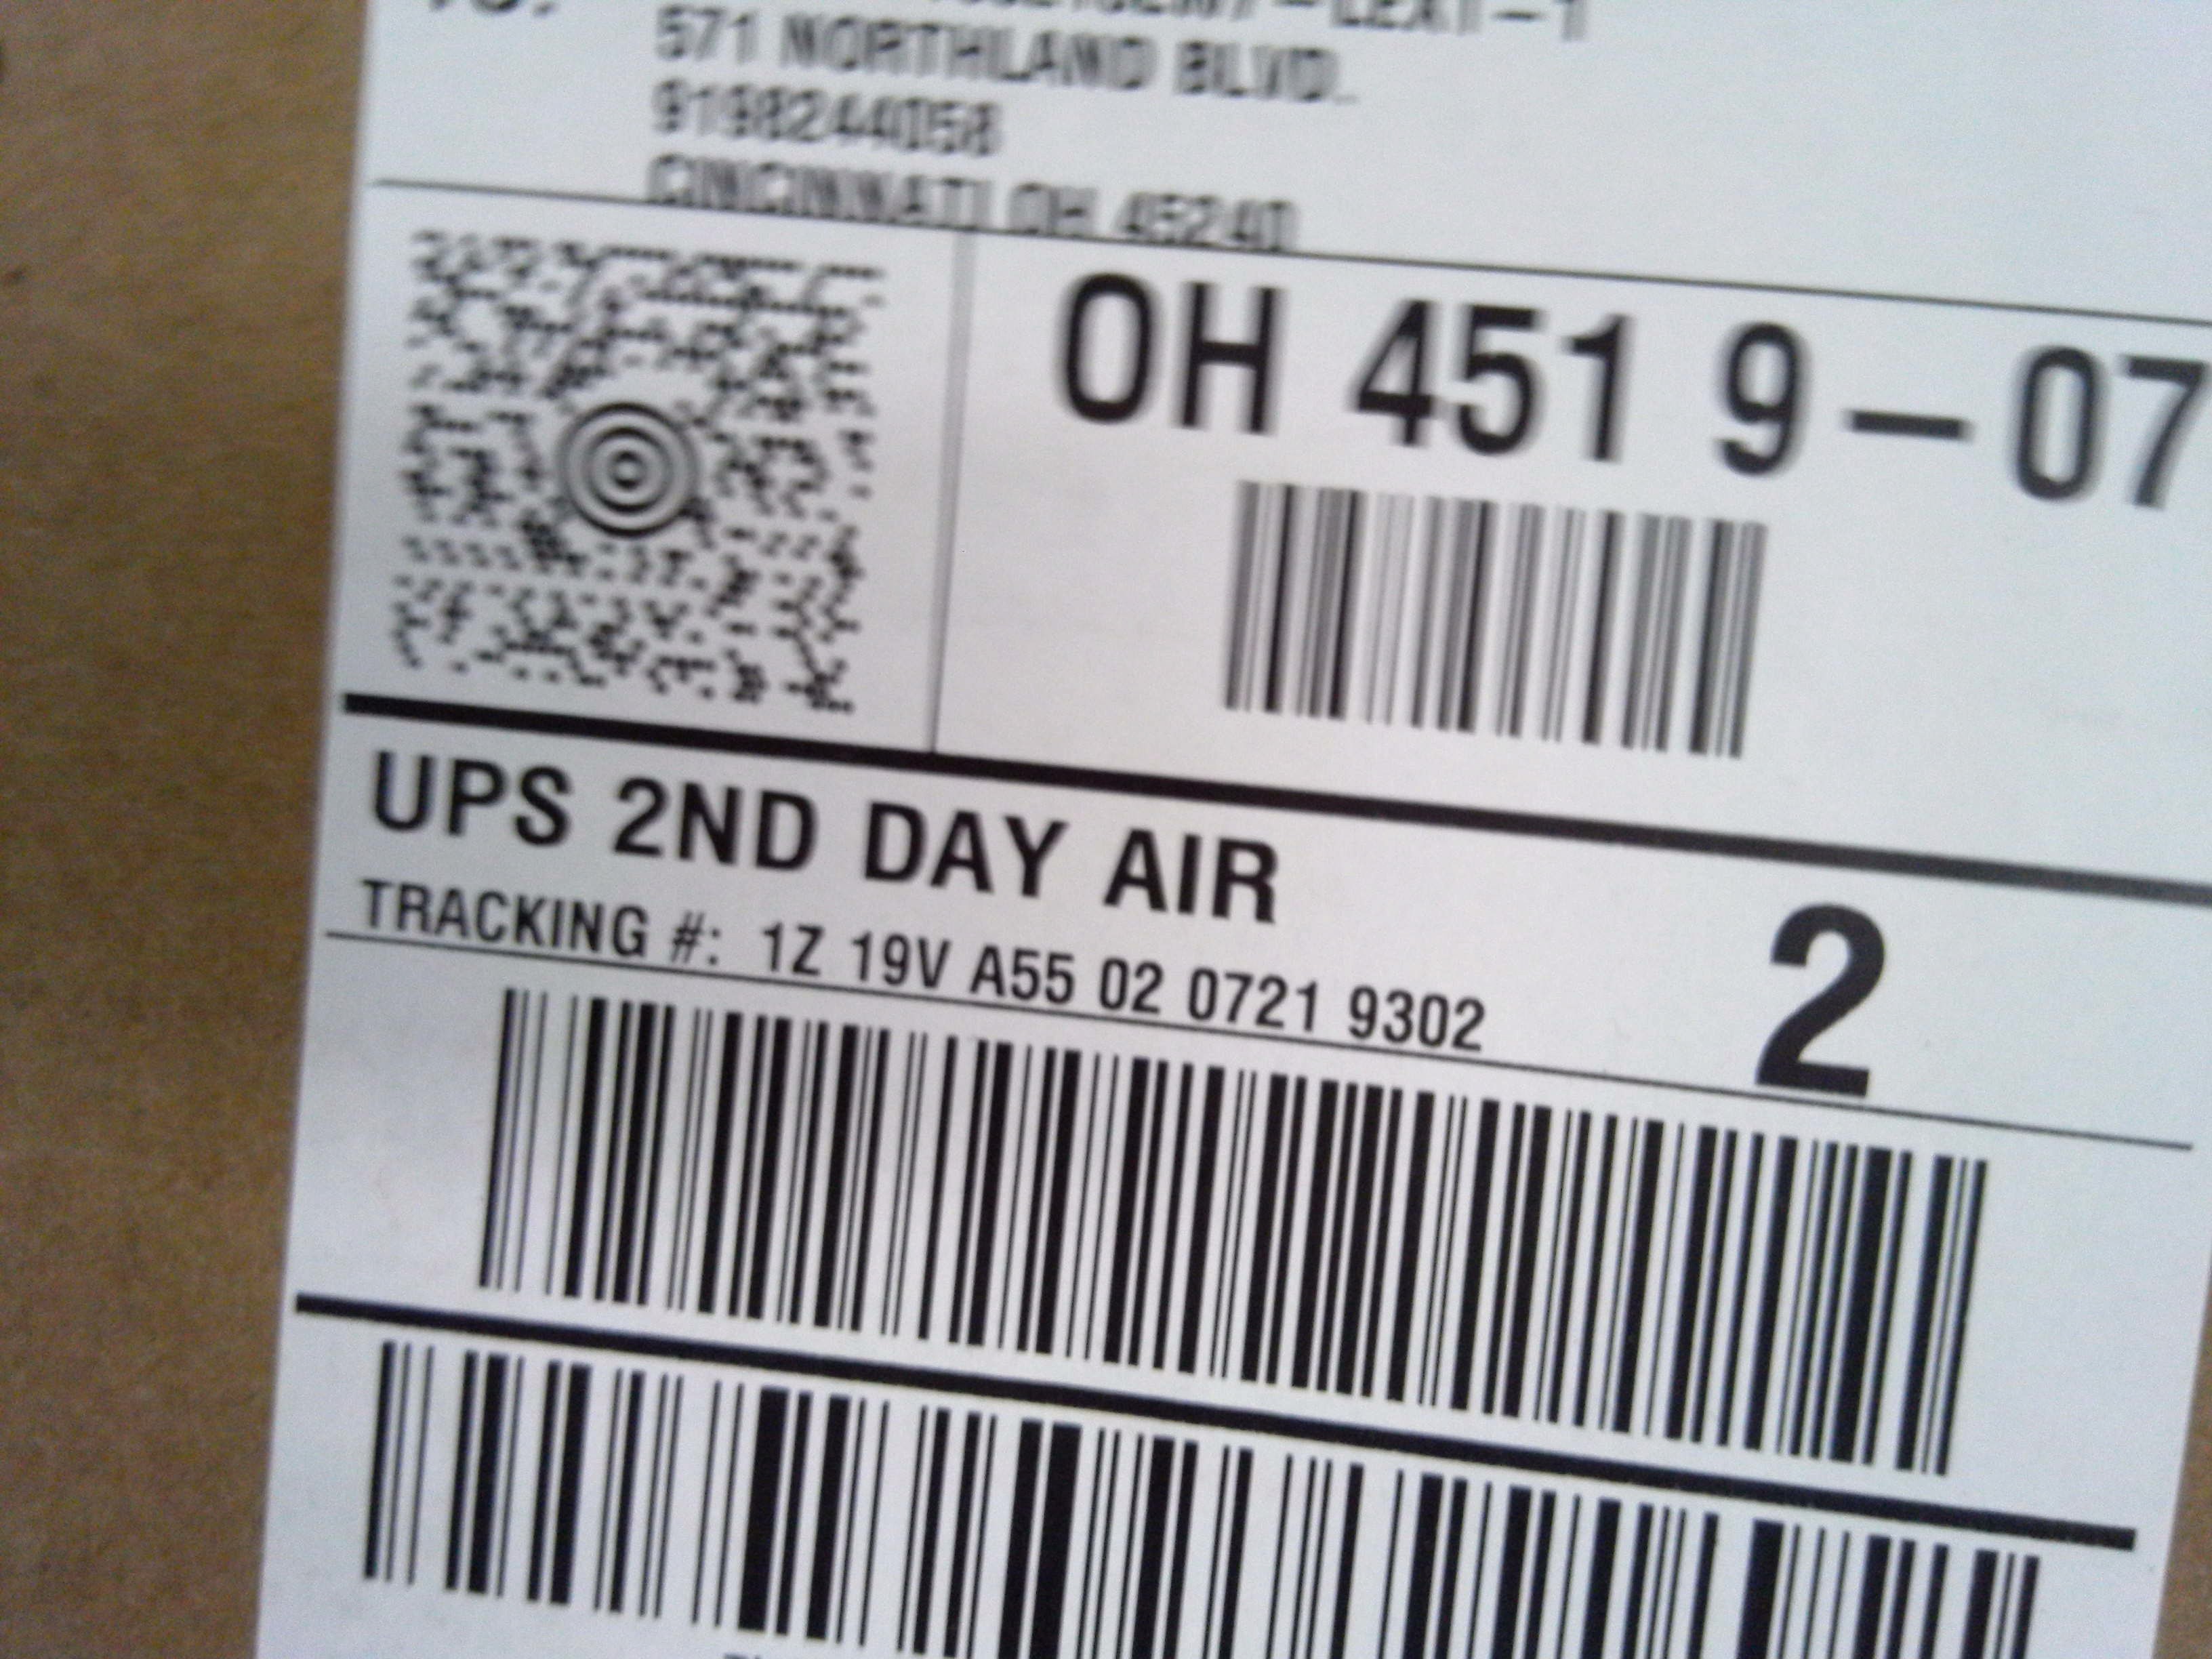 571 NORTHLAND BLVD.
9198244058
CINCINNATI OH 45240
OH 451 9-07
UPS 2ND DAY AIR
TRACKING #: 1Z 19V A55 02 0721 9302
2